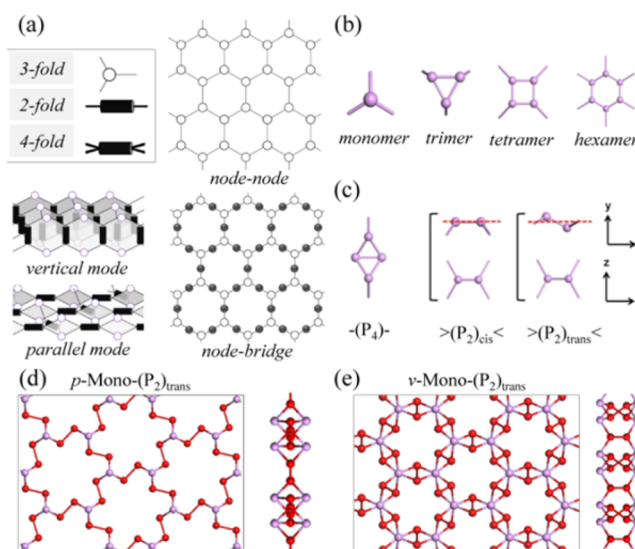 (a)
3-fold
2-fold
4-fold
node-node
vertical mode
parallel mode
node-bridge
(b)
monomer trimer tetramer hexamer
(c)
y
z
-(P₄)- >(P₂)cis< >(P₂)trans<
(d) p-Mono-(P₂)trans
(e) v-Mono-(P₂)trans